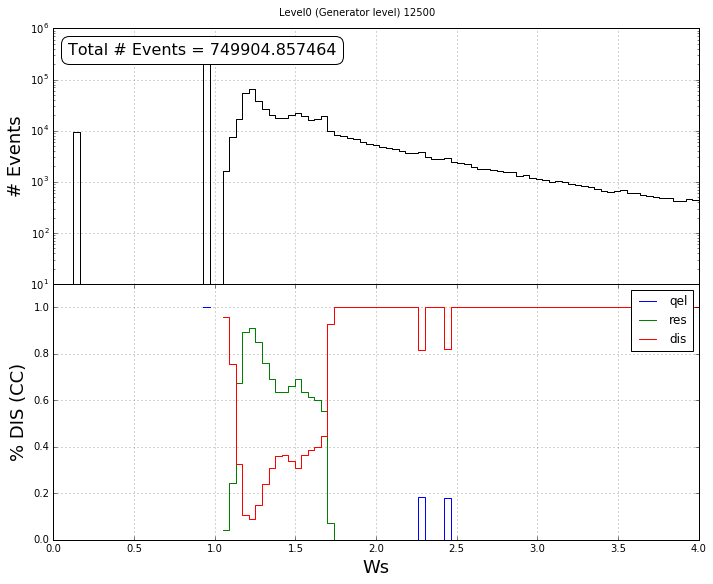 Level0 (Generator level) 12500
Total # Events = 749904.857464
# Events
10^6
10^5
10^4
10^3
10^2
10^1
% DIS (CC)
1.0
0.8
0.6
0.4
0.2
0.0
qel
res
dis
0.0 0.5 1.0 1.5 2.0 2.5 3.0 3.5 4.0
Ws